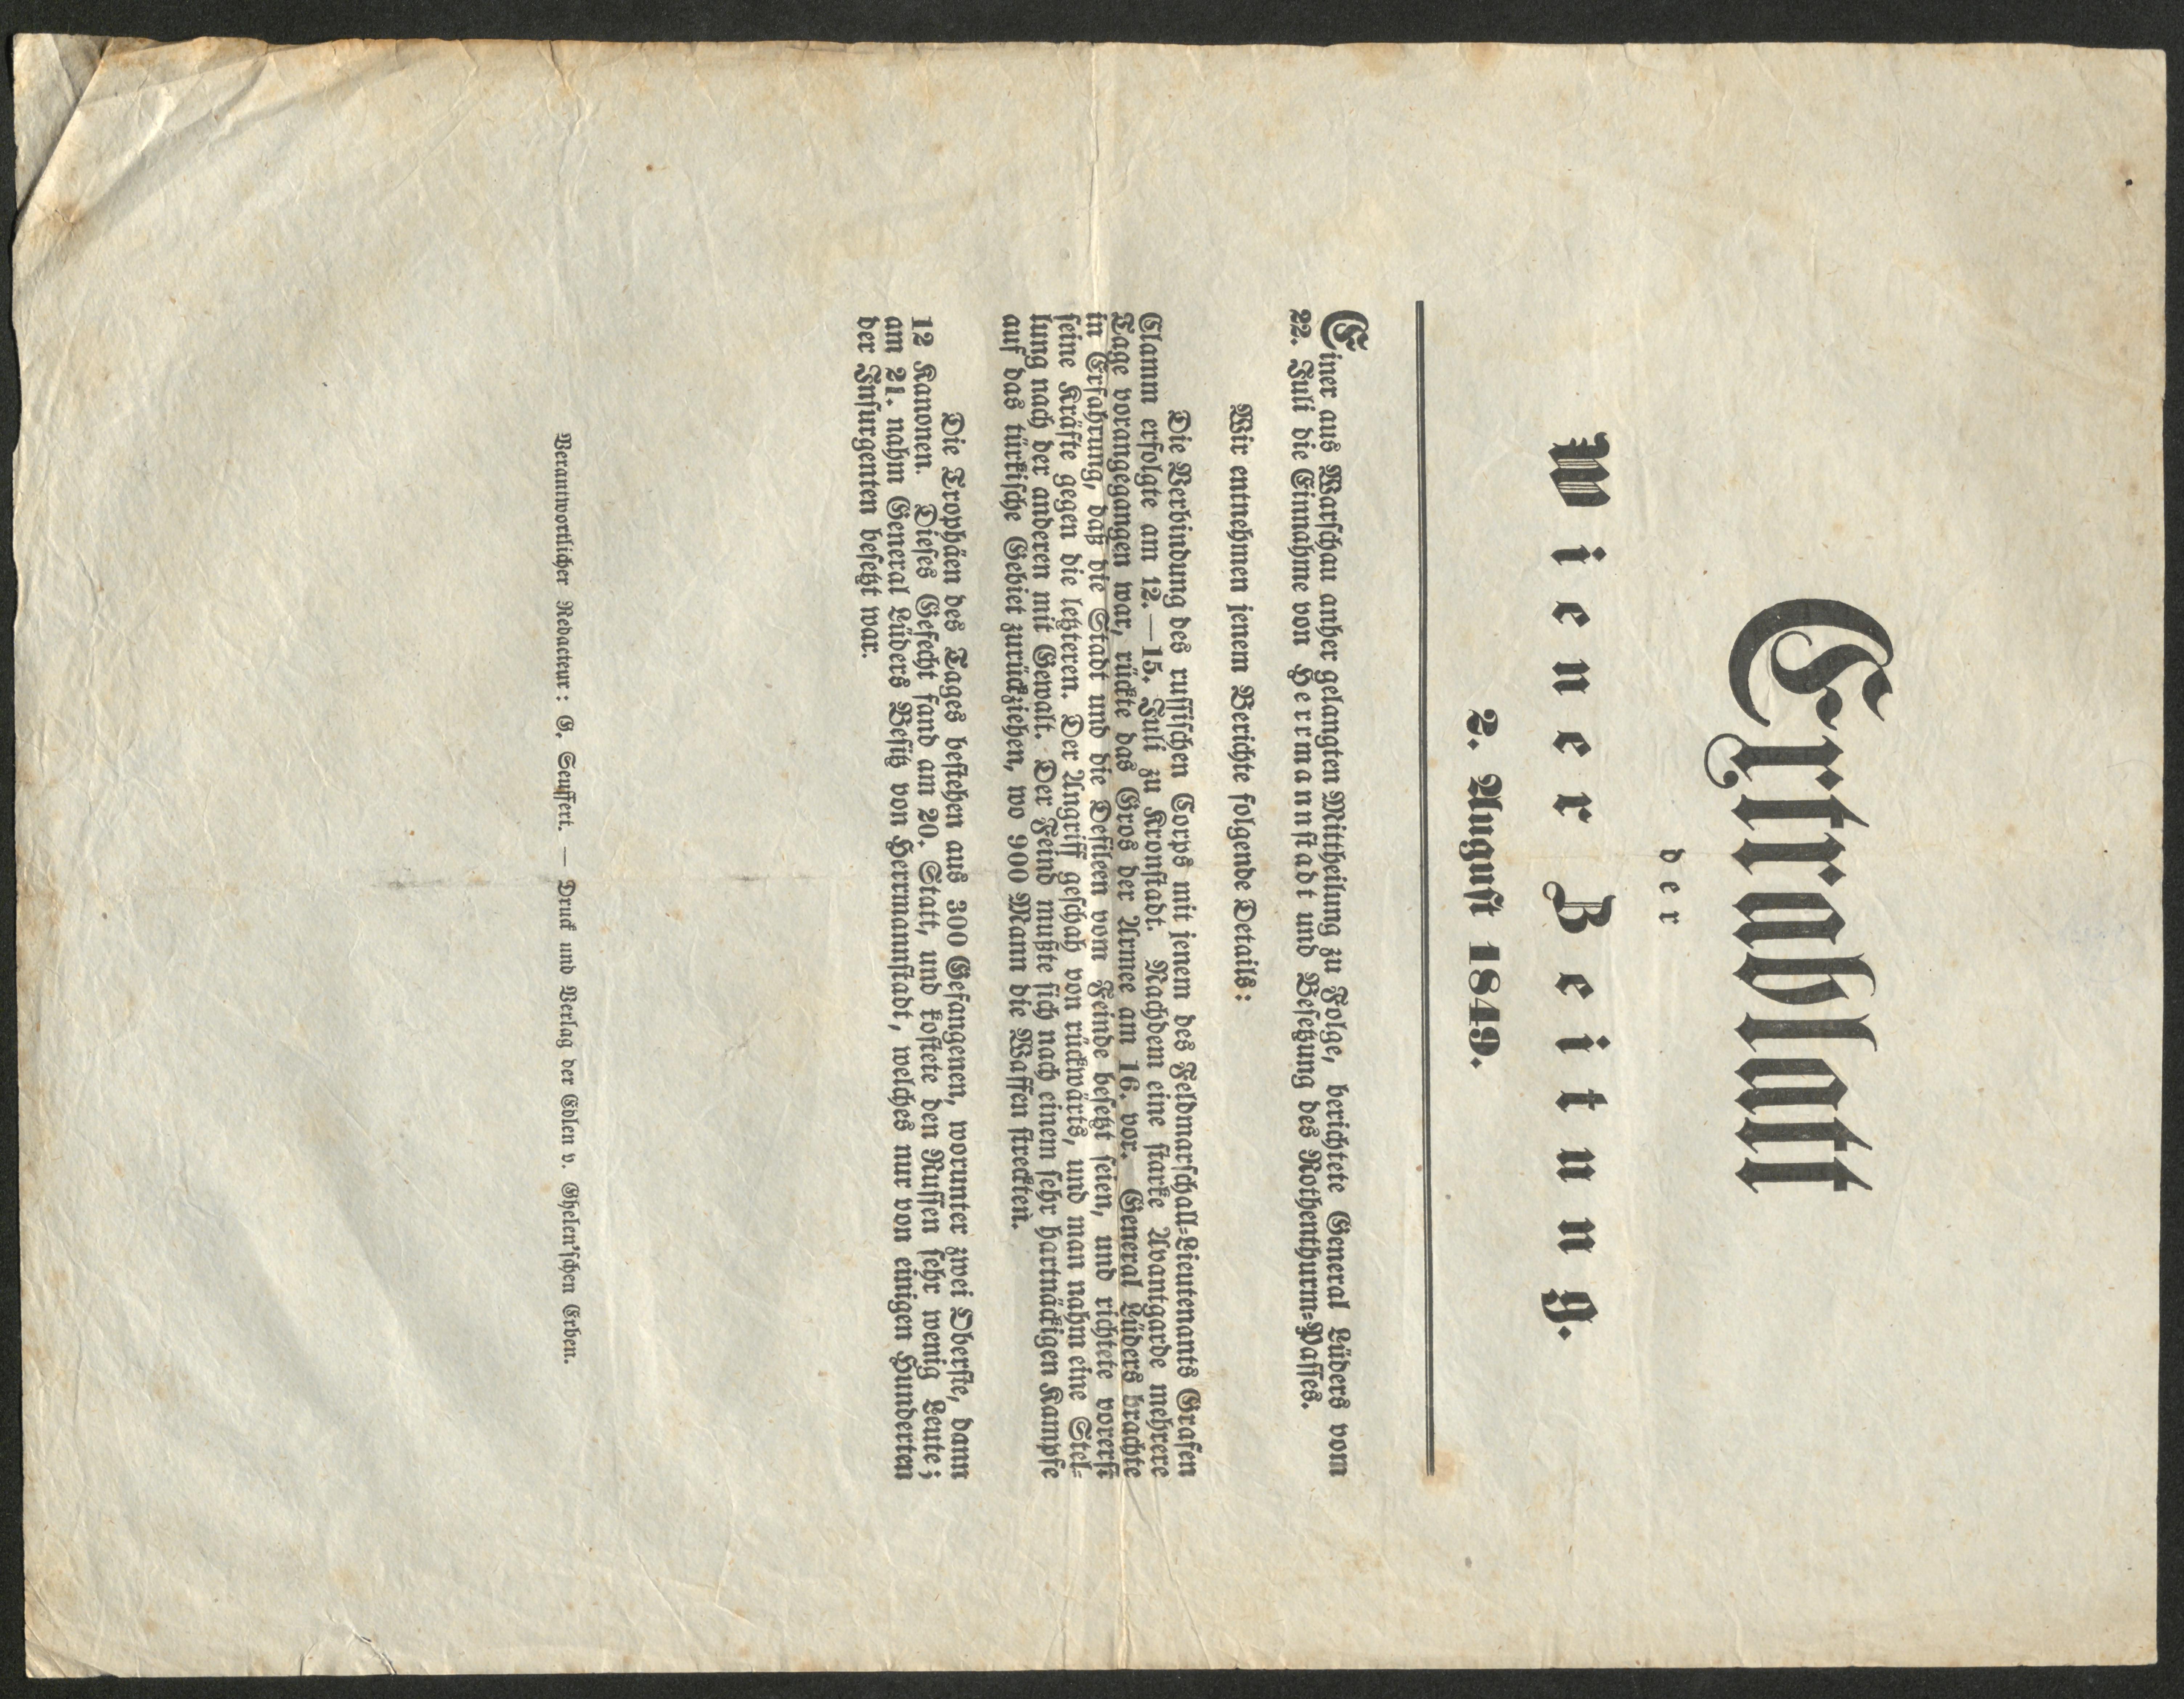 Extrablatt
der
Wiener Zeitung.
2. August 1849.
Einer aus Warschau anher gelangten Mittheilung zu Folge, berichtete General Lüders vom
22. Juli die Einnahme von Herrmannstadt und Besetzung des Rothenthurm-Passes.
Wir entnehmen jenem Berichte folgende Details:
Die Verbindung des russischen Corps mit jenem des Feldmarschall-Lieutenants Grafen
Clamm erfolgte am 12.—15. Juli zu Kronstadt. Nachdem eine starke Avantgarde mehrere
Tage vorangegangen war, rückte das Gros der Armee am 16. vor. General Lüders brachte
in Erfahrung, daß die Stadt und die Defileen vom Feinde besetzt seien, und richtete vorerst
seine Kräfte gegen die letzteren. Der Angriff geschah von rückwärts, und man nahm eine Stel-
lung nach der anderen mit Gewalt. Der Feind mußte sich nach einem sehr hartnäckigen Kampfe
auf das türkische Gebiet zurückziehen, wo 900 Mann die Waffen streckten.
Die Trophäen des Tages bestehen aus 300 Gefangenen, worunter zwei Oberste, dann
12 Kanonen. Dieses Gefecht fand am 20. Statt, und kostete den Russen sehr wenig Leute;
am 21. nahm General Lüders Besitz von Herrmannstadt, welches nur von einigen Hunderten
der Insurgenten besetzt war.
Verantwortlicher Redacteur: G. Seyffert. — Druck und Verlag der Edlen v. Ghelen'schen Erben.